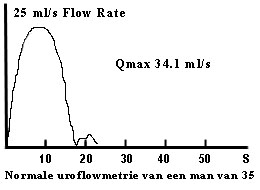 25 ml/s Flow Rate
Qmax 34.1 ml/s
10 20 30 40 50 S
Normale uroflowmetrie van een man van 35